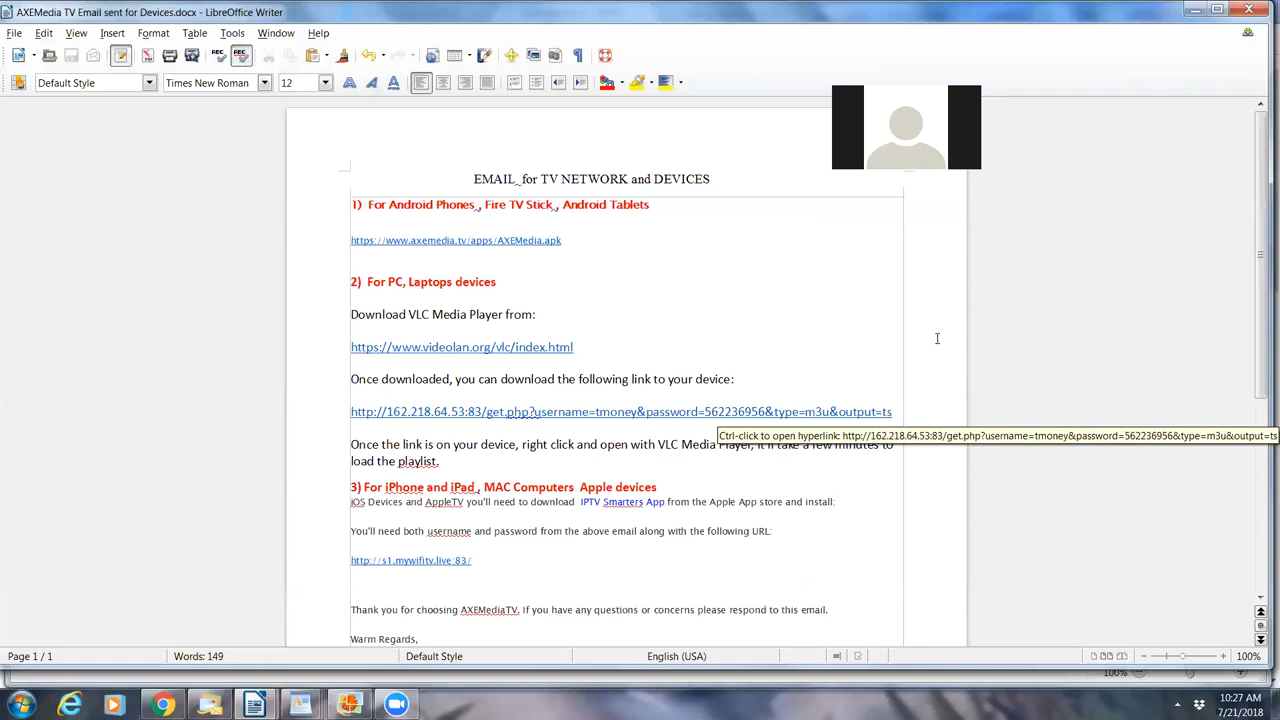 AXEMedia TV Email sent for Devices.docx - LibreOffice Writer
File Edit View Insert Format Table Tools Window Help
Default Style Times New Roman 12
EMAIL for TV NETWORK and DEVICES
1) For Android Phones , Fire TV Stick , Android Tablets
https://www.axemedia.tv/apps/AXEMedia.apk
2) For PC, Laptops devices
Download VLC Media Player from:
https://www.videolan.org/vlc/index.html
Once downloaded, you can download the following link to your device:
http://162.218.64.53:83/get.php?username=tmoney&password=562236956&type=m3u&output=ts
Ctrl-click to open hyperlink: http://162.218.64.53:83/get.php?username=tmoney&password=562236956&type=m3u&output=ts
Once the link is on your device, right click and open with VLC Media Player, it'll take a few minutes to
load the playlist.
3) For iPhone and iPad , MAC Computers Apple devices
iOS Devices and AppleTV you'll need to download IPTV Smarters App from the Apple App store and install:
You'll need both username and password from the above email along with the following URL:
http://s1.mywifitv.live:83/
Thank you for choosing AXEMediaTV. If you have any questions or concerns please respond to this email.
Warm Regards,
Page 1 / 1 Words: 149 Default Style English (USA) 100%
100%
10:27 AM
7/21/2018